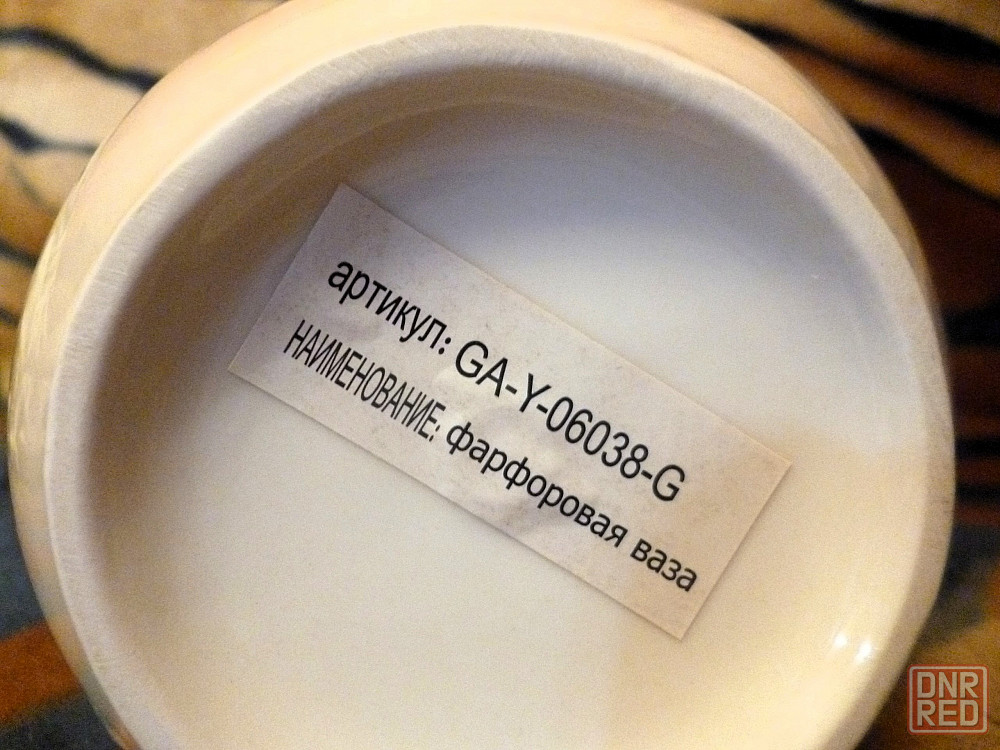 артикул: GA-Y-06038-G
НАИМЕНОВАНИЕ: фарфоровая ваза
DNR
RED